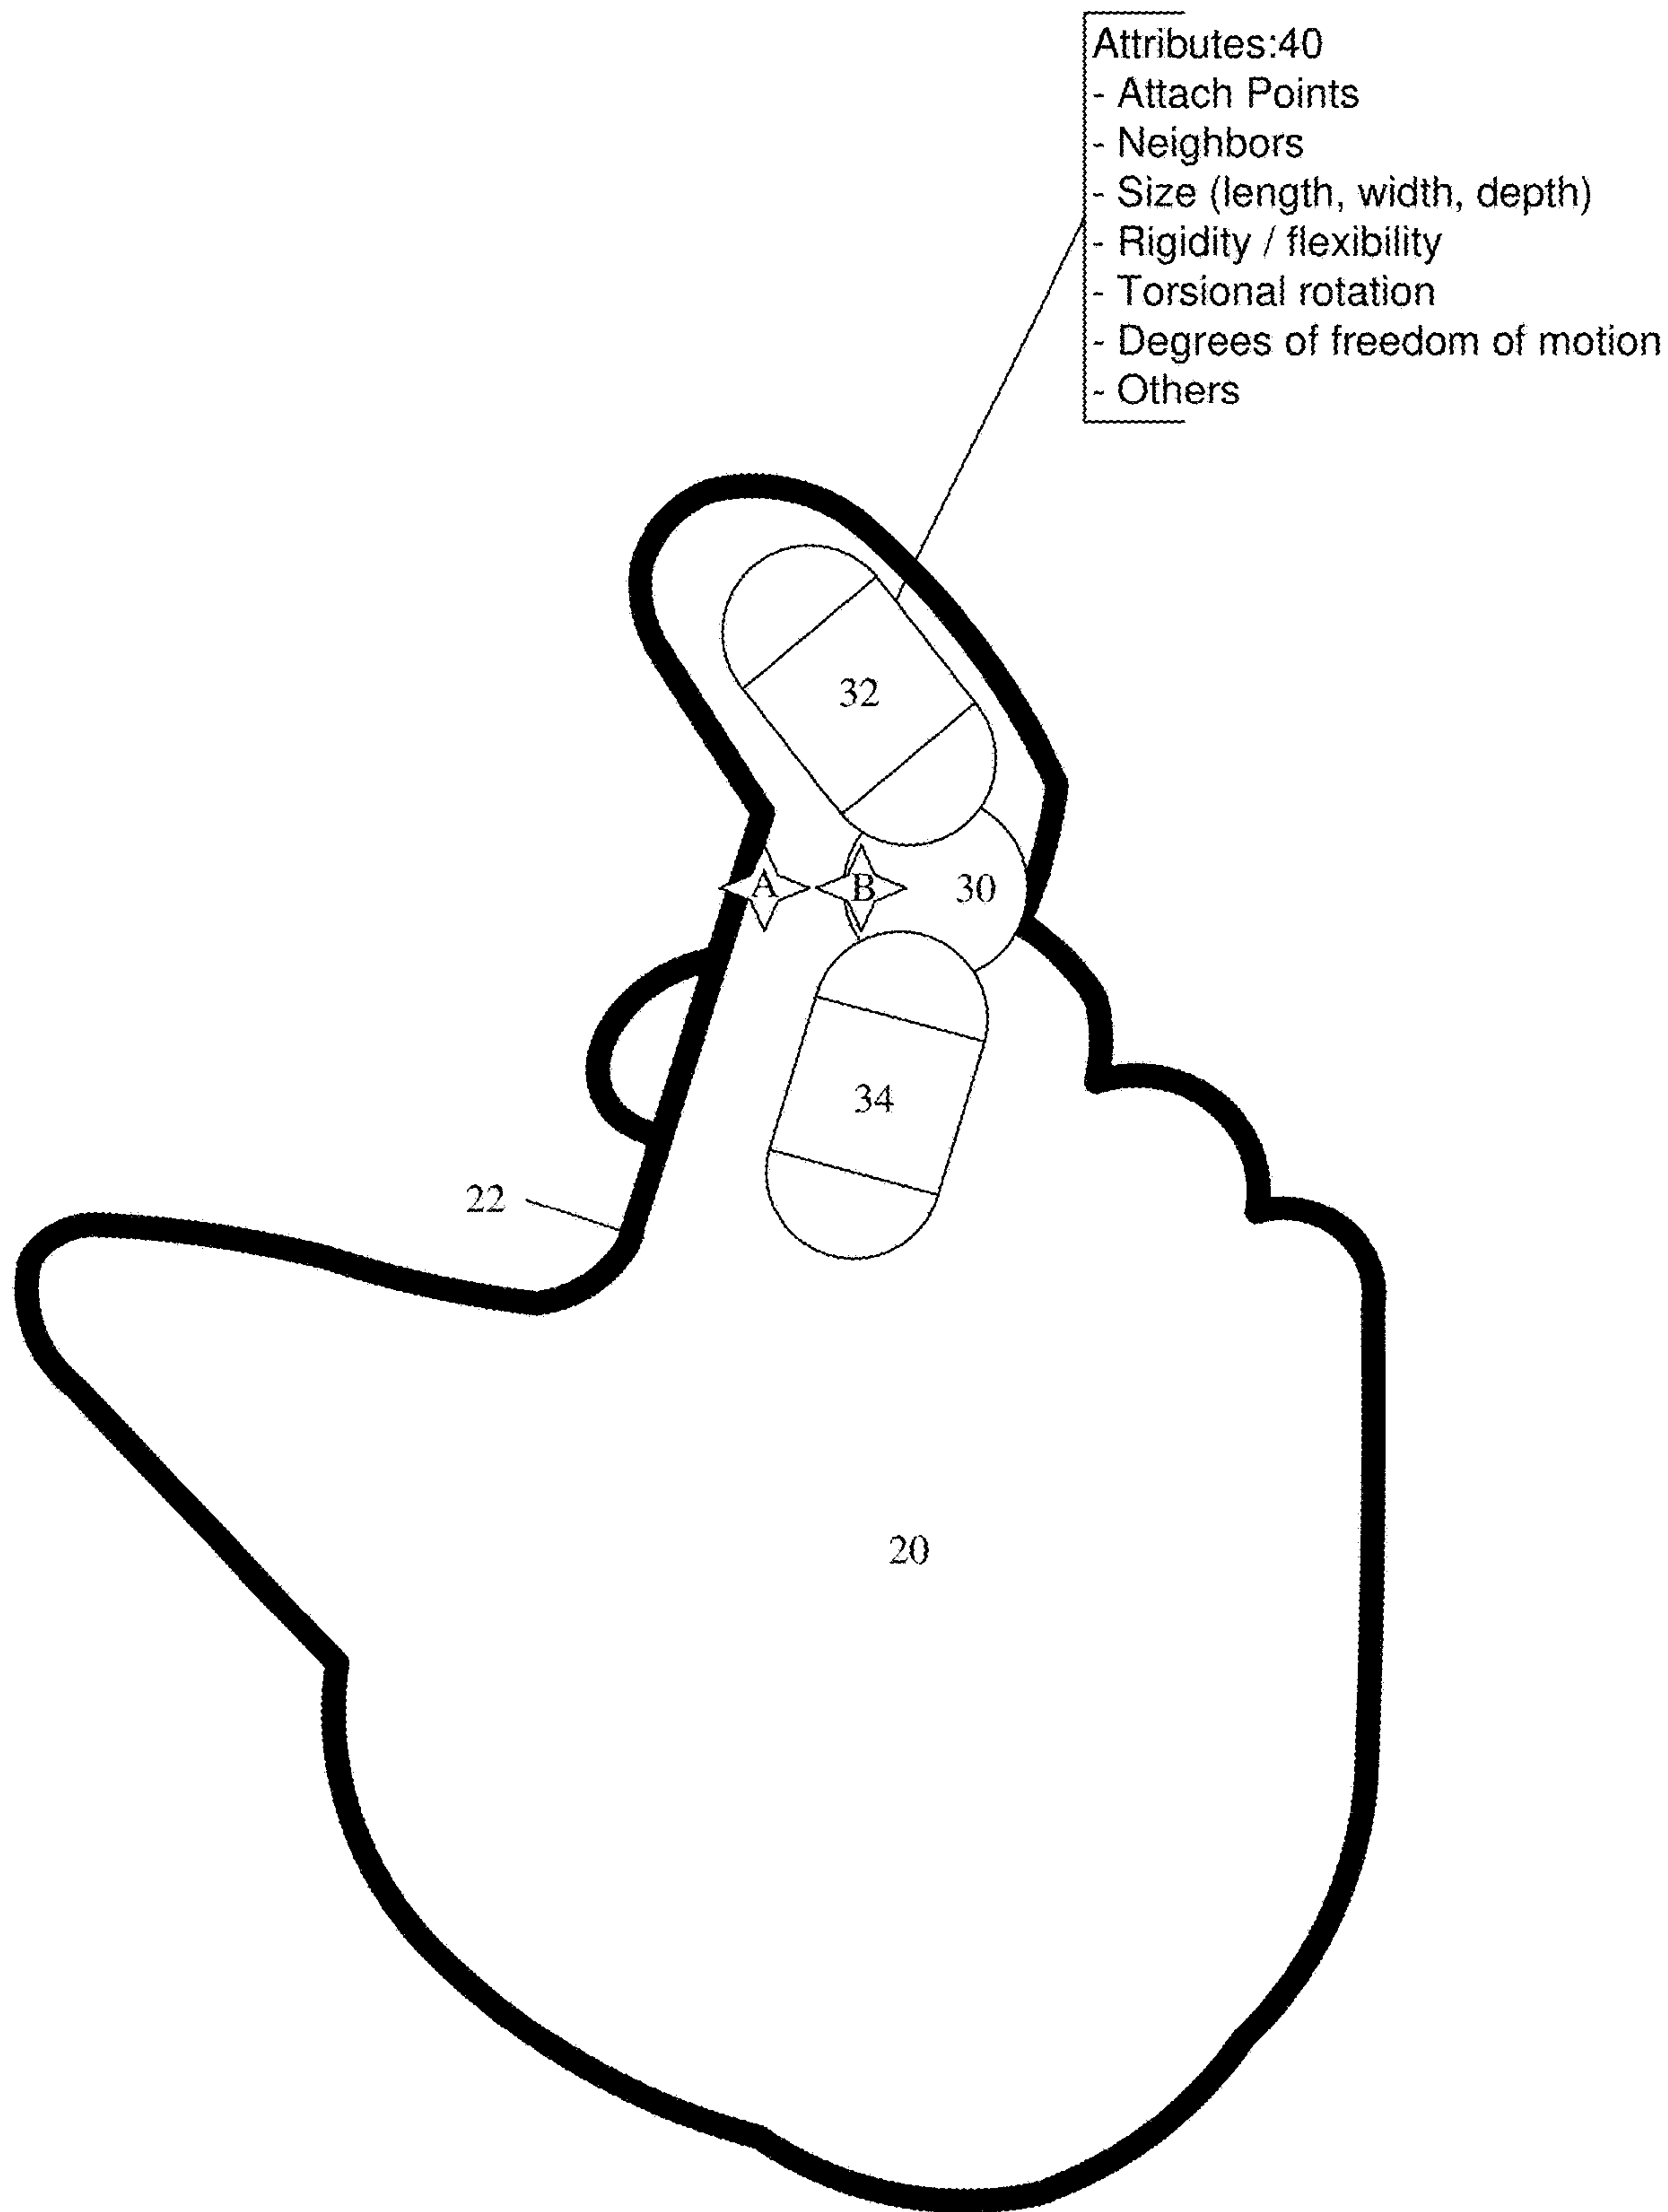 Attributes:40
- Attach Points
- Neighbors
- Size (length, width, depth)
- Rigidity / flexibility
- Torsional rotation
- Degrees of freedom of motion
- Others
32
A
B
30
34
22
20